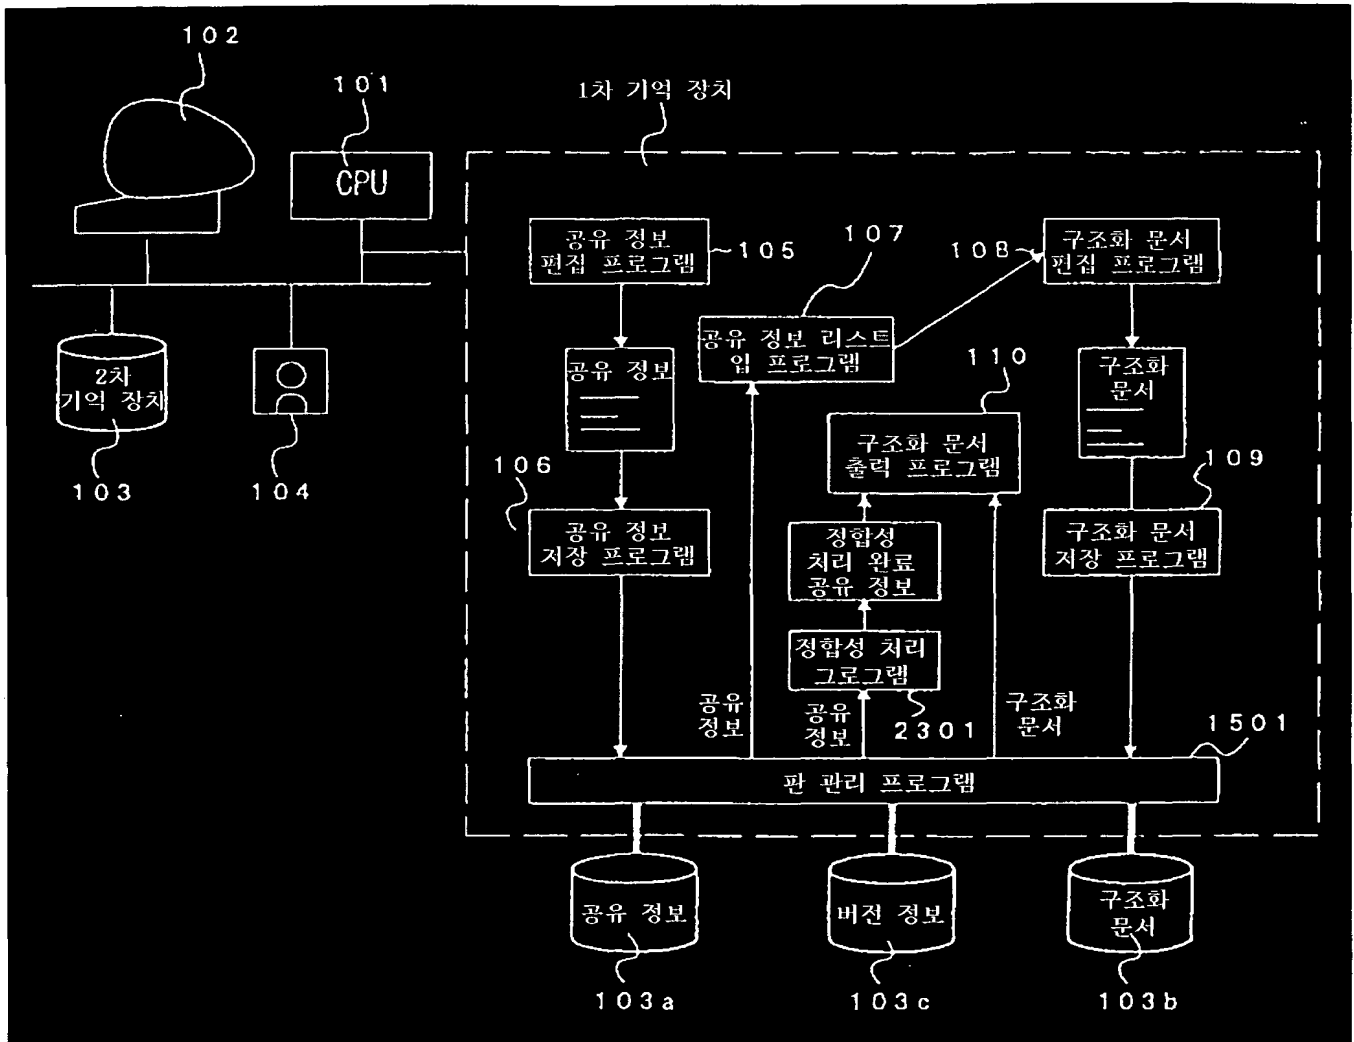 102
101
1차 기억 장치
CPU
공유 정보
편집 프로그램
105
107
108
구조화 문서
편집 프로그램
공유 정보 리스트
입 프로그램
110
2차
기억 장치
공유 정보
구조화
문서
구조화 문서
출력 프로그램
103
104
106
109
공유 정보
저장 프로그램
정합성
처리 완료
공유 정보
구조화 문서
저장 프로그램
정합성 처리
그로그램
공유
정보
공유
정보
2301
구조화
문서
1501
판 관리 프로그램
공유 정보
버전 정보
구조화
문서
103a
103c
103b